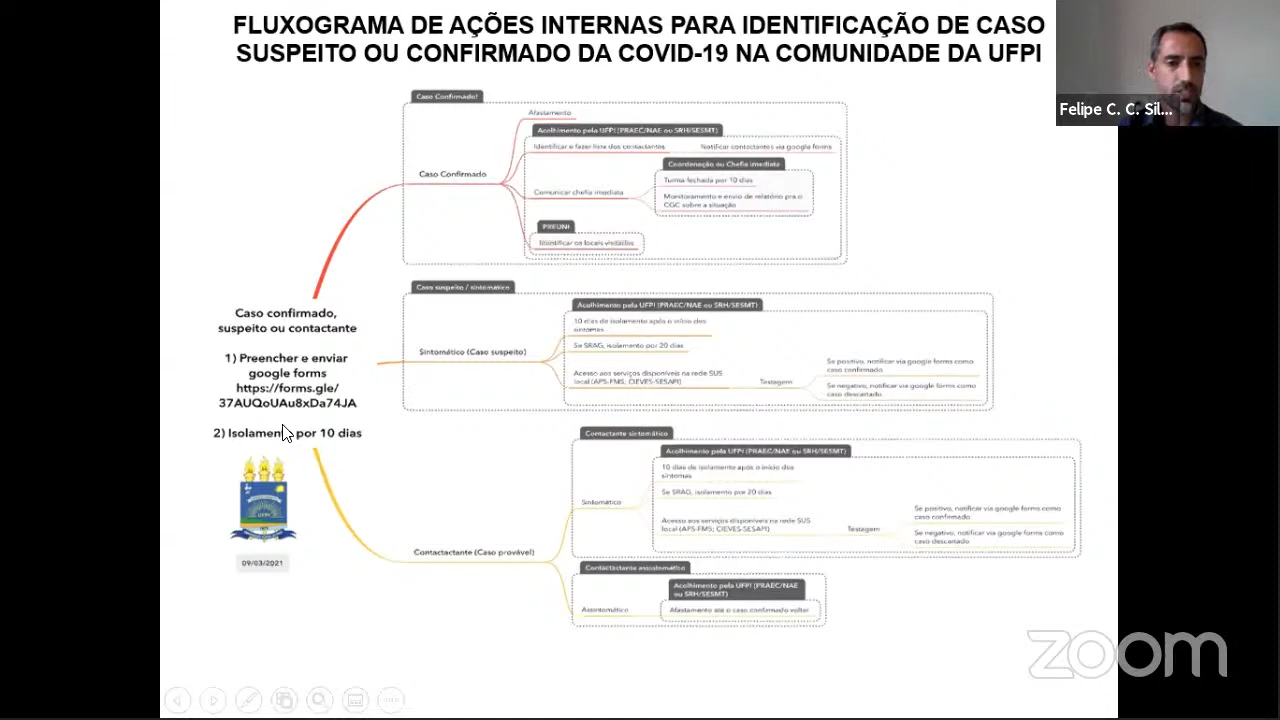 FLUXOGRAMA DE AÇÕES INTERNAS PARA IDENTIFICAÇÃO DE CASO
SUSPEITO OU CONFIRMADO DA COVID-19 NA COMUNIDADE DA UFPI
Felipe C. C. Sil...
Caso Confirmado!
Afastamento
Acolhimento pela UFPI (PRAEC/NAE ou SRH/SESMT)
Identificar e fazer lista dos contactantes
Notificar contactantes via google forms
Coordenação ou Chefia imediata
Caso Confirmado
Turma fechada por 10 dias
Comunicar chefia imediata
Monitoramento e envio de relatório pra o
CGC sobre a situação
PREUNI
Identificar os locais visitados
Caso suspeito / sintomático
Acolhimento pela UFPI (PRAEC/NAE ou SRH/SESMT)
10 dias de isolamento após o início dos
sintomas
Se SRAG, isolamento por 20 dias
Sintomático (Caso suspeito)
Acesso aos serviços disponíveis na rede SUS
local (APS-FMS; CIEVES-SESAPI)
Testagem
Se positivo, notificar via google forms como
caso confirmado
Se negativo, notificar via google forms como
caso descartado
Caso confirmado,
suspeito ou contactante
1) Preencher e enviar
google forms
https://forms.gle/
37AUQoUAu8xDa74JA
2) Isolamento por 10 dias
UFPI
09/03/2021
Contactante sintomático
Acolhimento pela UFPI (PRAEC/NAE ou SRH/SESMT)
10 dias de isolamento após o início dos
sintomas
Se SRAG, isolamento por 20 dias
Sintomático
Acesso aos serviços disponíveis na rede SUS
local (APS-FMS; CIEVES-SESAPI)
Testagem
Se positivo, notificar via google forms como
caso confirmado
Se negativo, notificar via google forms como
caso descartado
Contactactante (Caso provável)
Contactactante assistomático
Acolhimento pela UFPI (PRAEC/NAE
ou SRH/SESMT)
Assintomático
Afastamento até o caso confirmado voltar
zoom